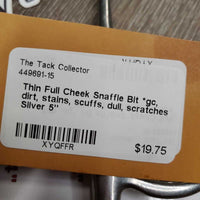 The Tack Collector
449691-15
Thin Full Cheek Snaffle Bit *gc,
dirt, stains, scuffs, dull, scratches
Silver 5"
$19.75
XYQFFR